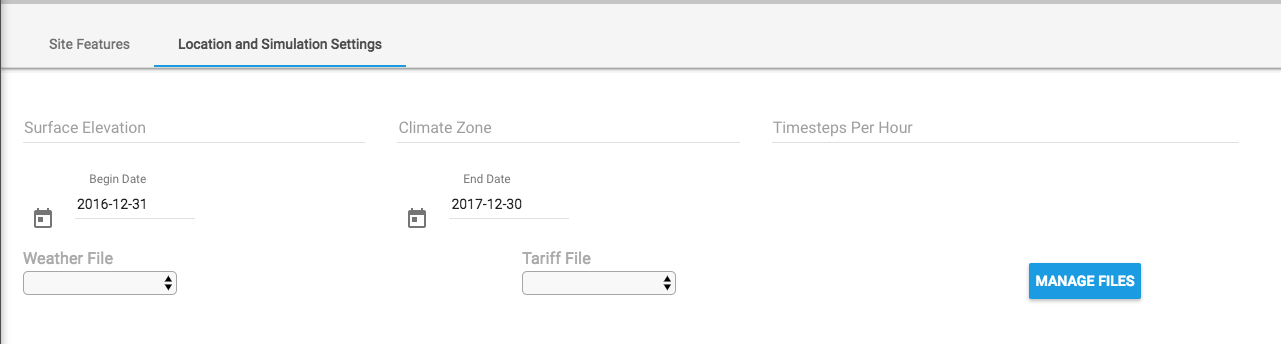 Site Features Location and Simulation Settings
Surface Elevation Climate Zone Timesteps Per Hour
Begin Date End Date
2016-12-31 2017-12-30
Weather File Tariff File
MANAGE FILES